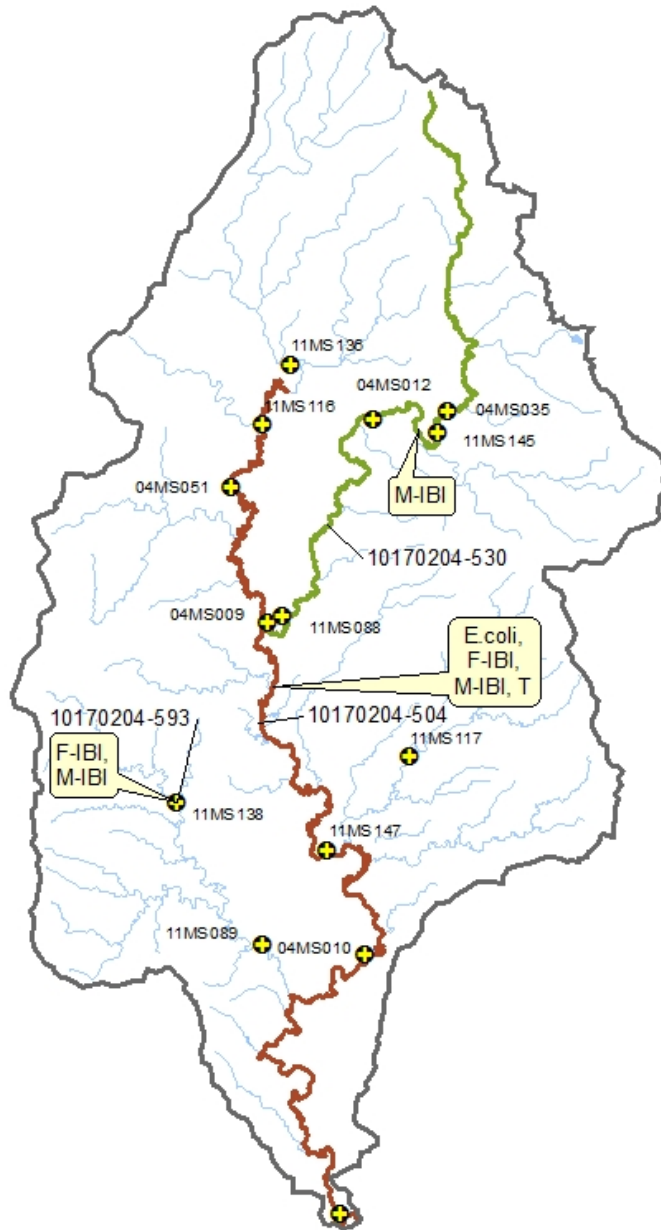 11MS136
04MS012
11MS116
04MS035
11MS145
04MS051
M-IBI
10170204-530
04MS009
11MS088
E.coli,
F-IBI,
M-IBI, T
10170204-593
10170204-504
11MS117
F-IBI,
M-IBI
11MS138
11MS147
11MS089
04MS010